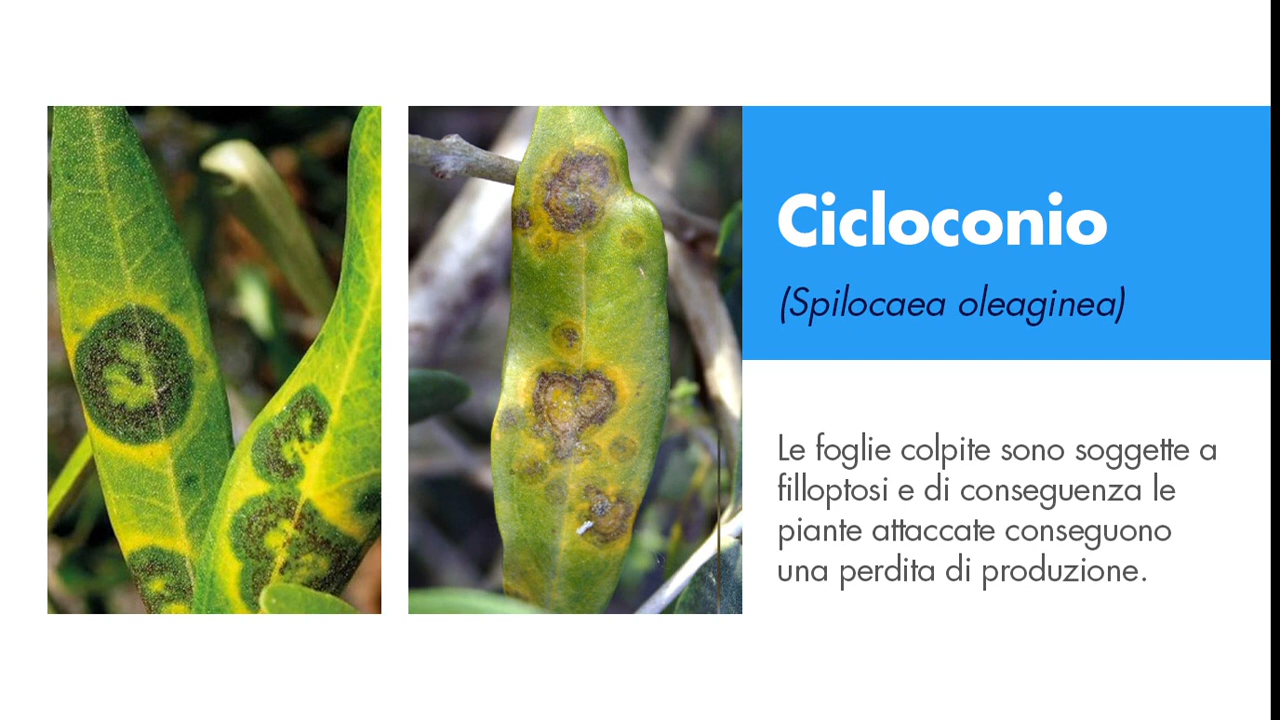 Cicloconio
(Spilocaea oleaginea)
Le foglie colpite sono soggette a
filloptosi e di conseguenza le
piante attaccate conseguono
una perdita di produzione.